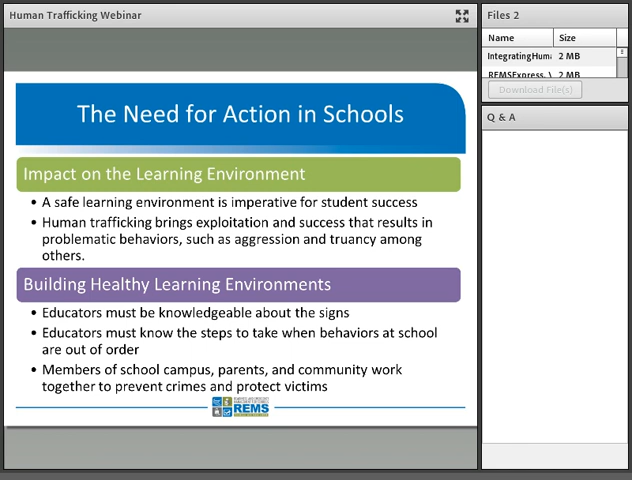 Human Trafficking Webinar
The Need for Action in Schools
Impact on the Learning Environment
• A safe learning environment is imperative for student success
• Human trafficking brings exploitation and success that results in
problematic behaviors, such as aggression and truancy among
others.
Building Healthy Learning Environments
• Educators must be knowledgeable about the signs
• Educators must know the steps to take when behaviors at school
are out of order
• Members of school campus, parents, and community work
together to prevent crimes and protect victims
REMS
Files 2
Name Size
IntegratingHum 2 MB
REMSExpress. 2 MB
Download File(s)
Q & A